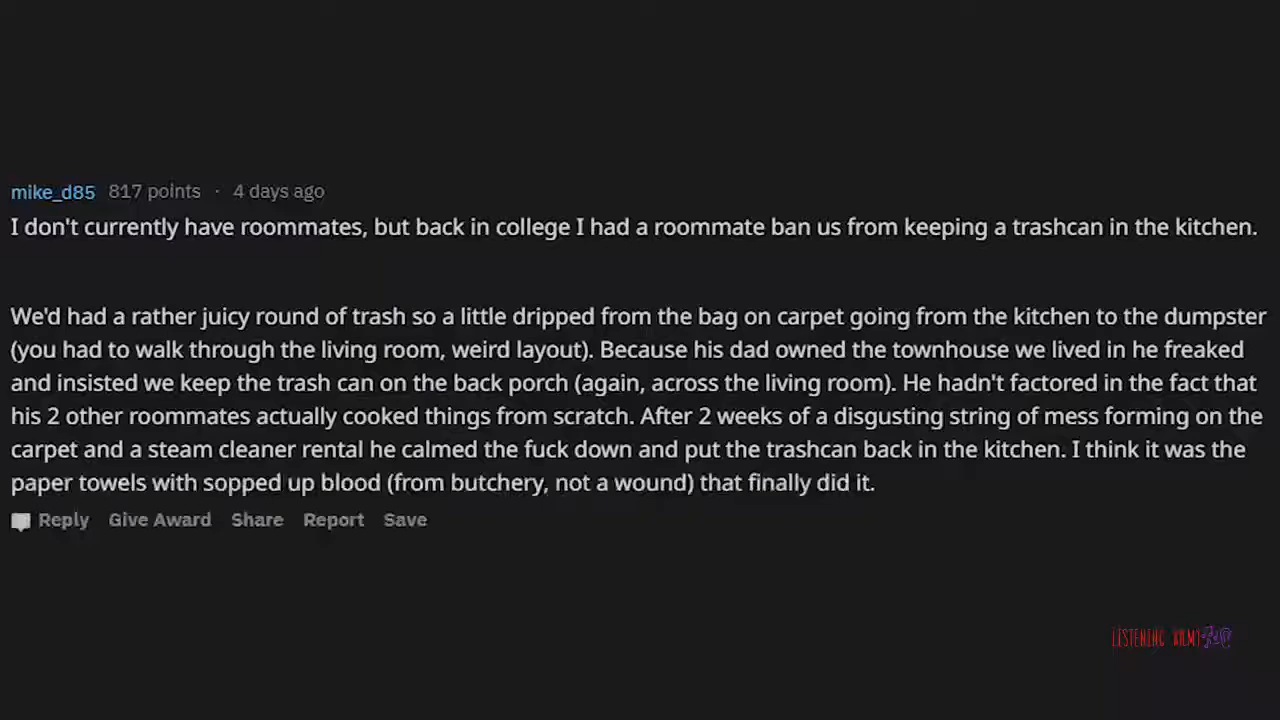 mike_d85 817 points · 4 days ago
I don't currently have roommates, but back in college I had a roommate ban us from keeping a trashcan in the kitchen.
We'd had a rather juicy round of trash so a little dripped from the bag on carpet going from the kitchen to the dumpster
(you had to walk through the living room, weird layout). Because his dad owned the townhouse we lived in he freaked
and insisted we keep the trash can on the back porch (again, across the living room). He hadn't factored in the fact that
his 2 other roommates actually cooked things from scratch. After 2 weeks of a disgusting string of mess forming on the
carpet and a steam cleaner rental he calmed the fuck down and put the trashcan back in the kitchen. I think it was the
paper towels with sopped up blood (from butchery, not a wound) that finally did it.
Reply Give Award Share Report Save
LISTENING